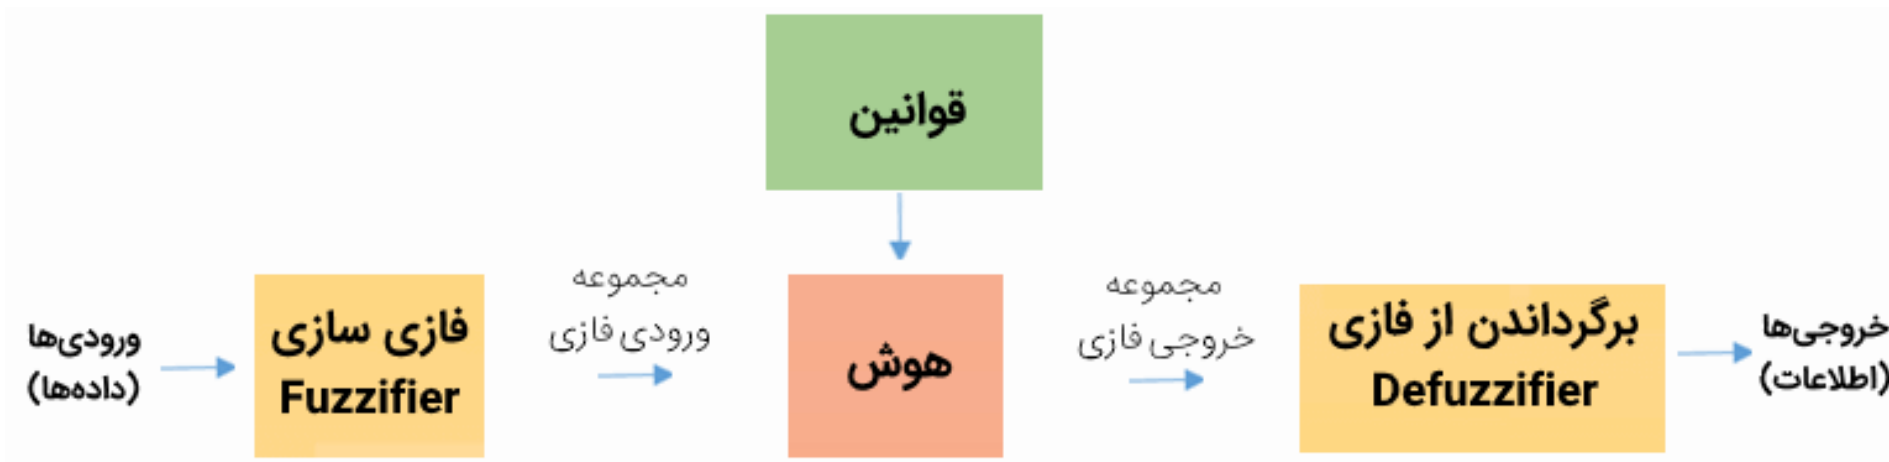 قوانین
ورودی‌ها
(داده‌ها)
فازی سازی
Fuzzifier
مجموعه
ورودی فازی
هوش
مجموعه
خروجی فازی
برگرداندن از فازی
Defuzzifier
خروجی‌ها
(اطلاعات)